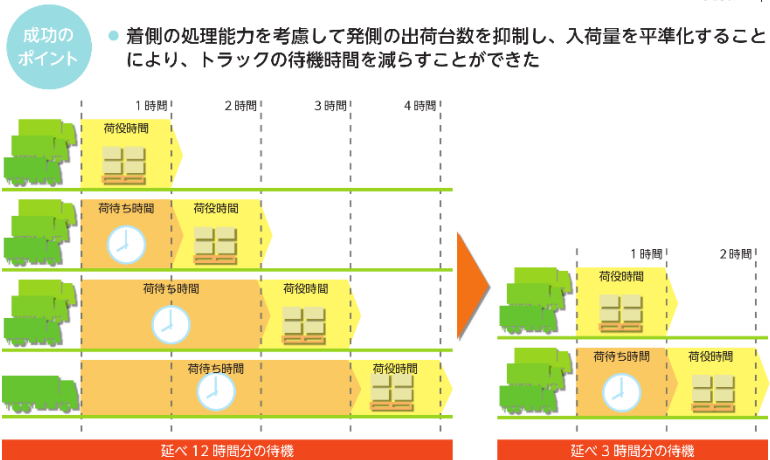 成功の
ポイント
● 着側の処理能力を考慮して発側の出荷台数を抑制し、入荷量を平準化すること
により、トラックの待機時間を減らすことができた
1時間 2時間 3時間 4時間
荷役時間
荷待ち時間 荷役時間
荷待ち時間 荷役時間
荷待ち時間 荷役時間
延べ12時間分の待機
1時間 2時間
荷役時間
荷待ち時間 荷役時間
延べ3時間分の待機